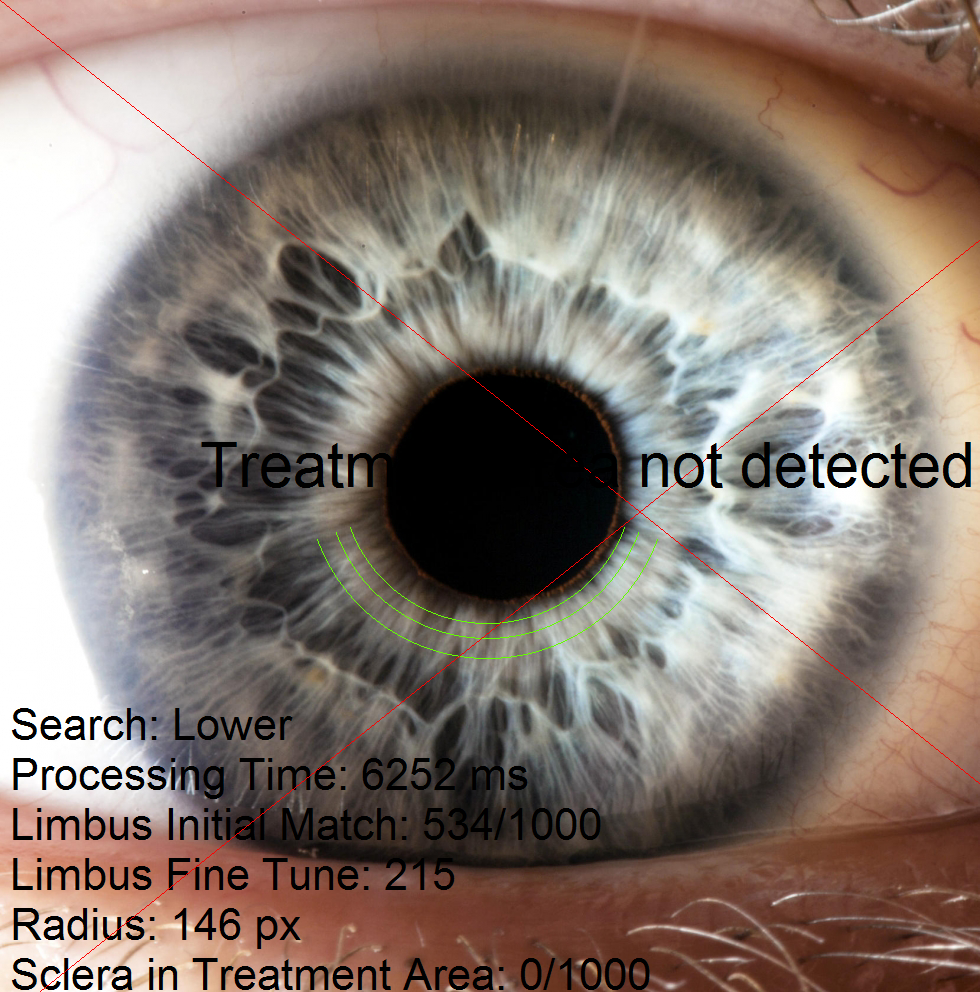 Treatm a not detected
Search: Lower
Processing Time: 6252 ms
Limbus Initial Match: 534/1000
Limbus Fine Tune: 215
Radius: 146 px
Sclera in Treatment Area: 0/1000